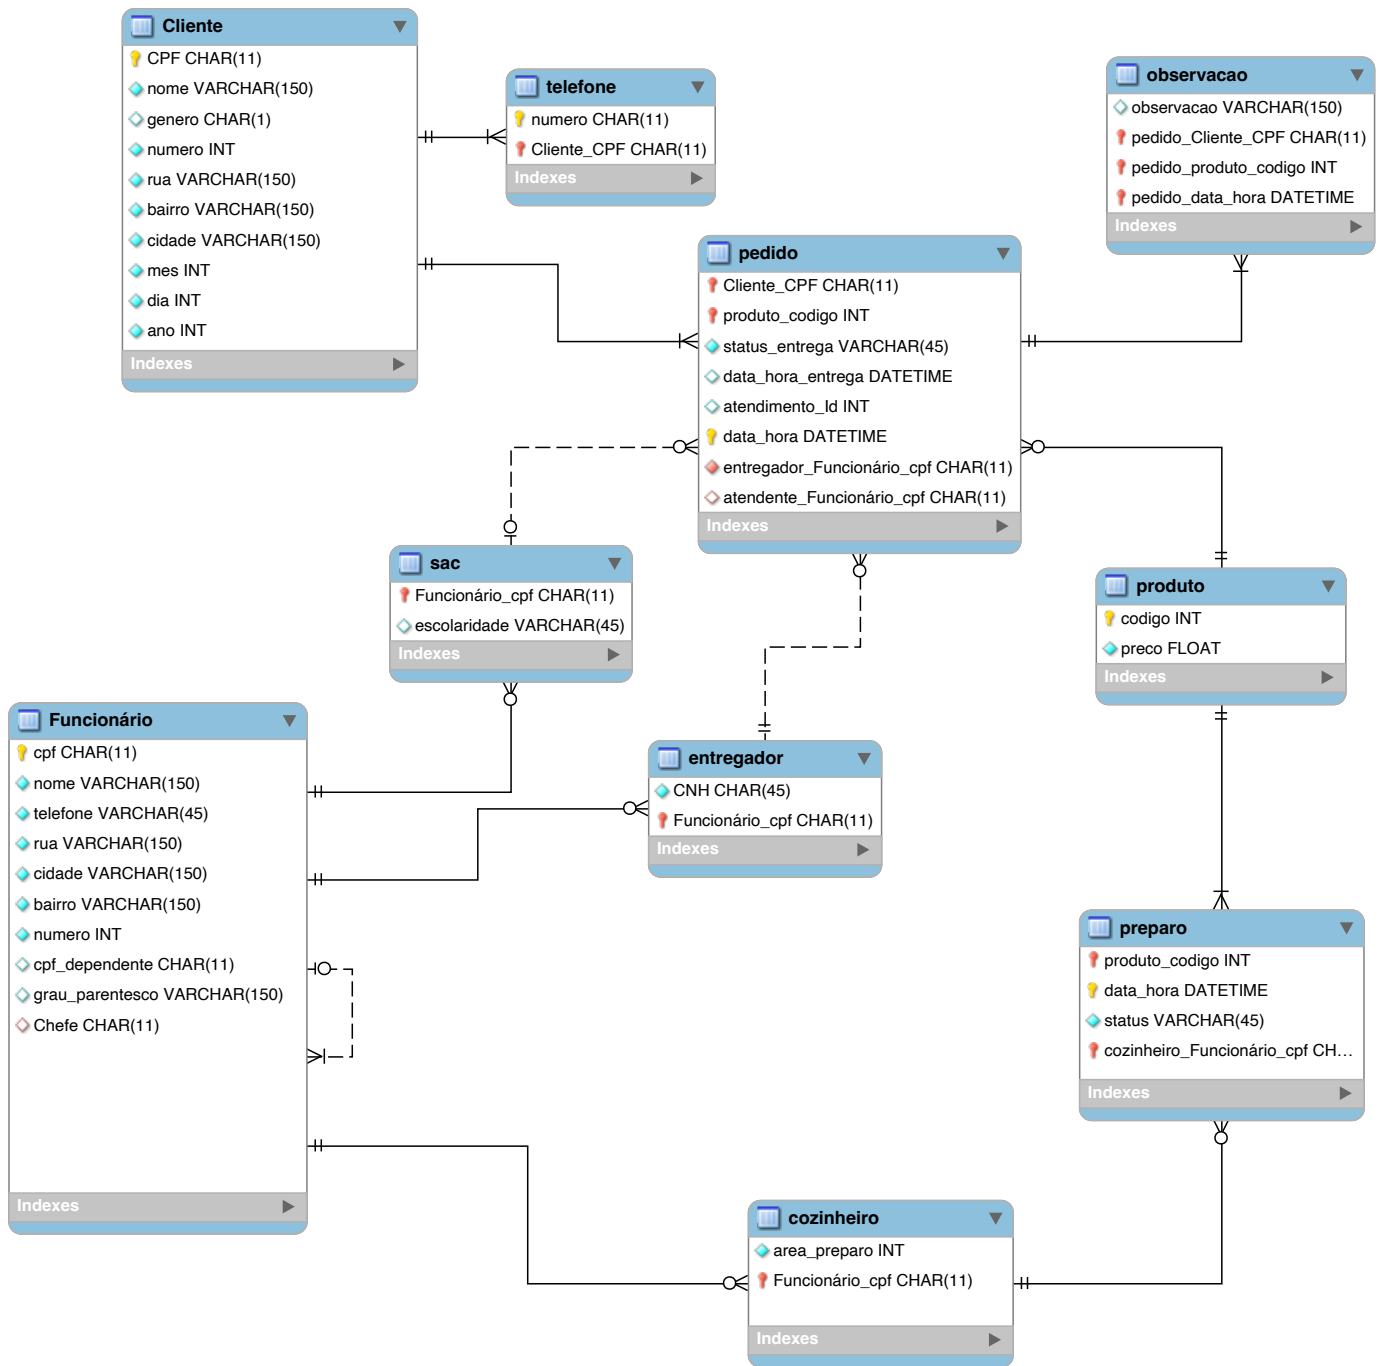 Cliente
CPF CHAR(11)
nome VARCHAR(150)
genero CHAR(1)
numero INT
rua VARCHAR(150)
bairro VARCHAR(150)
cidade VARCHAR(150)
mes INT
dia INT
ano INT
Indexes
telefone
numero CHAR(11)
Cliente_CPF CHAR(11)
Indexes
observacao
observacao VARCHAR(150)
pedido_Cliente_CPF CHAR(11)
pedido_produto_codigo INT
pedido_data_hora DATETIME
Indexes
pedido
Cliente_CPF CHAR(11)
produto_codigo INT
status_entrega VARCHAR(45)
data_hora_entrega DATETIME
atendimento_Id INT
data_hora DATETIME
entregador_Funcionário_cpf CHAR(11)
atendente_Funcionário_cpf CHAR(11)
Indexes
sac
Funcionário_cpf CHAR(11)
escolaridade VARCHAR(45)
Indexes
produto
codigo INT
preco FLOAT
Indexes
Funcionário
cpf CHAR(11)
nome VARCHAR(150)
telefone VARCHAR(45)
rua VARCHAR(150)
cidade VARCHAR(150)
bairro VARCHAR(150)
numero INT
cpf_dependente CHAR(11)
grau_parentesco VARCHAR(150)
Chefe CHAR(11)
Indexes
entregador
CNH CHAR(45)
Funcionário_cpf CHAR(11)
Indexes
preparo
produto_codigo INT
data_hora DATETIME
status VARCHAR(45)
cozinheiro_Funcionário_cpf CH...
Indexes
cozinheiro
area_preparo INT
Funcionário_cpf CHAR(11)
Indexes